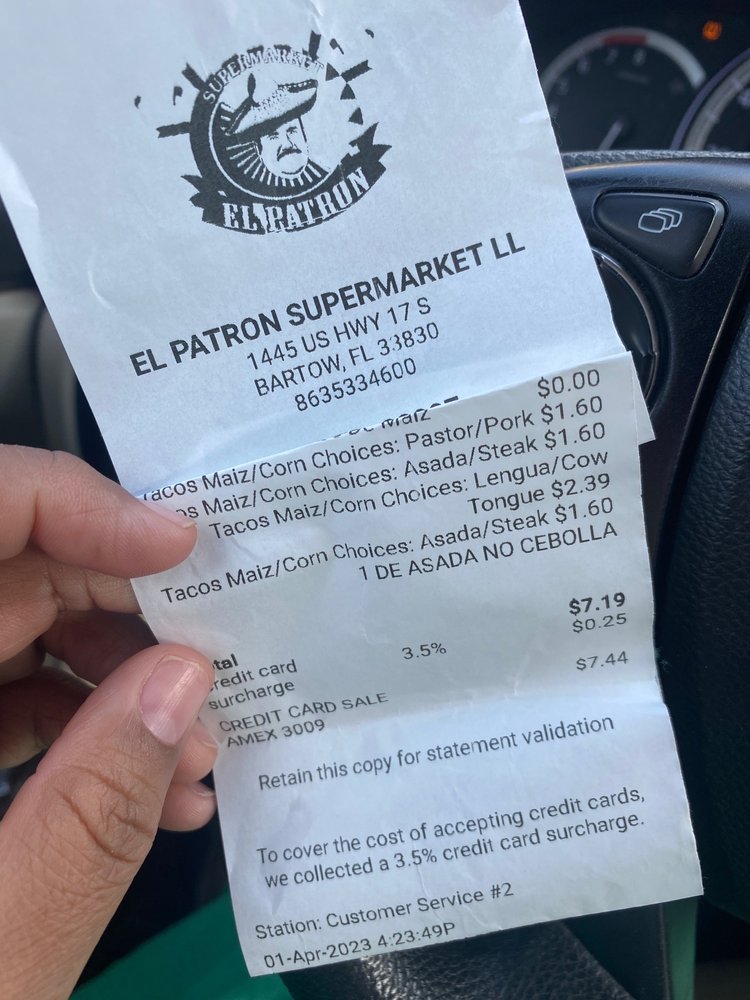 SUPERMARKET
EL PATRON
EL PATRON SUPERMARKET LL
1445 US HWY 17 S
BARTOW, FL 33830
8635334600
Maiz
$0.00
Tacos Maiz/Corn Choices: Pastor/Pork $1.60
os Maiz/Corn Choices: Asada/Steak $1.60
Tacos Maiz/Corn Choices: Lengua/Cow
Tongue $2.39
Tacos Maiz/Corn Choices: Asada/Steak $1.60
1 DE ASADA NO CEBOLLA
tal $7.19
redit card 3.5% $0.25
surcharge
CREDIT CARD SALE $7.44
AMEX 3009
Retain this copy for statement validation
To cover the cost of accepting credit cards,
we collected a 3.5% credit card surcharge.
Station: Customer Service #2
01-Apr-2023 4:23:49P